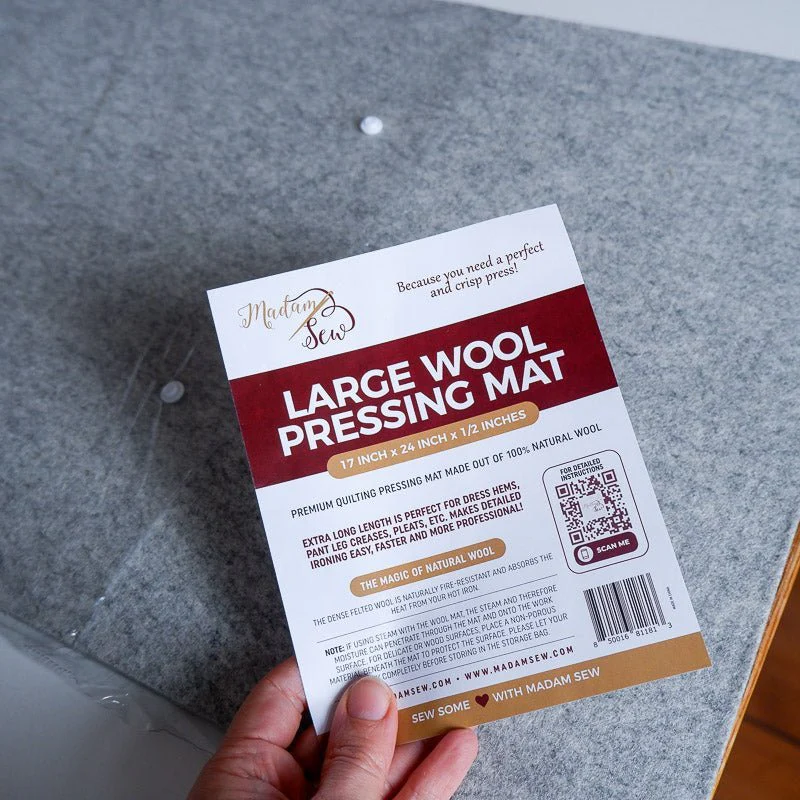 Madam
Sew
Because you need a perfect
and crisp press!
LARGE WOOL
PRESSING MAT
17 INCH x 24 INCH x 1/2 INCHES
PREMIUM QUILTING PRESSING MAT MADE OUT OF 100% NATURAL WOOL
EXTRA LONG LENGTH IS PERFECT FOR DRESS HEMS,
PANT LEG CREASES, PLEATS, ETC. MAKES DETAILED
IRONING EASY, FASTER AND MORE PROFESSIONAL!
FOR DETAILED
INSTRUCTIONS
SCAN ME
THE MAGIC OF NATURAL WOOL
THE DENSE FELTED WOOL IS NATURALLY FIRE-RESISTANT AND ABSORBS THE
HEAT FROM YOUR HOT IRON.
NOTE: IF USING STEAM WITH THE WOOL MAT, THE STEAM AND THEREFORE
MOISTURE CAN PENETRATE THROUGH THE MAT AND ONTO THE WORK
SURFACE. FOR DELICATE OR WOOD SURFACES, PLACE A NON-POROUS
MATERIAL BENEATH THE MAT TO PROTECT THE SURFACE. PLEASE LET YOUR
COMPLETELY BEFORE STORING IN THE STORAGE BAG.
8 50016 81181 3
DAMSEW.COM • WWW.MADAMSEW.COM
SEW SOME ♥ WITH MADAM SEW